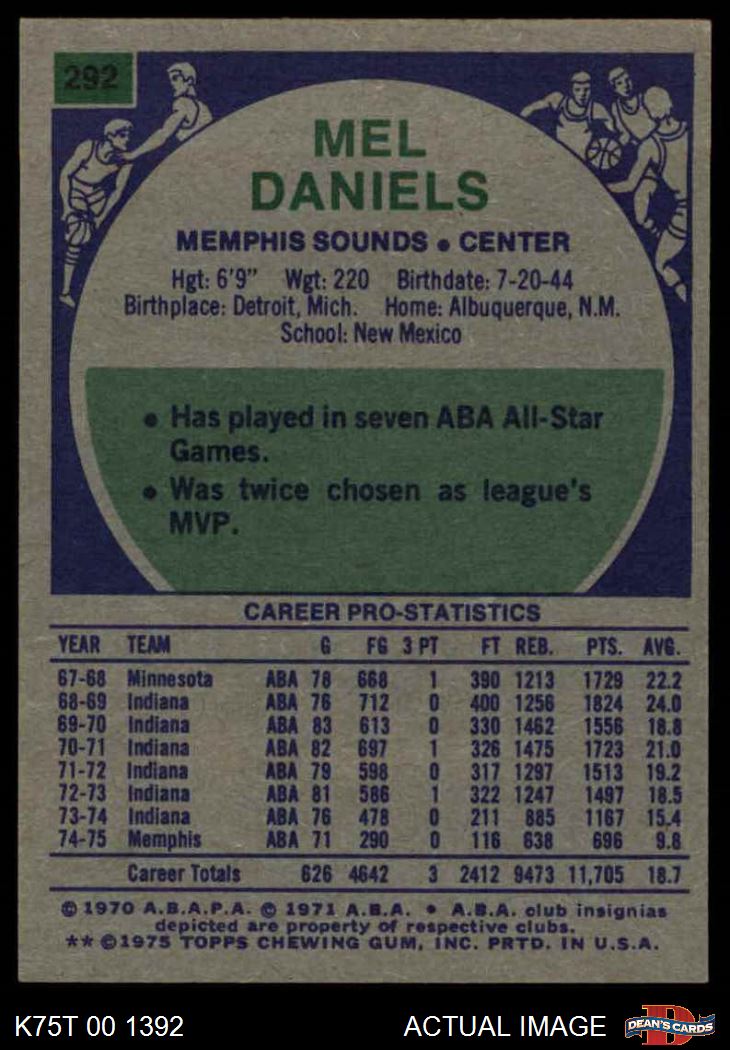 292
MEL
DANIELS
MEMPHIS SOUNDS • CENTER
Hgt: 6'9" Wgt: 220 Birthdate: 7-20-44
Birthplace: Detroit, Mich. Home: Albuquerque, N.M.
School: New Mexico
• Has played in seven ABA All-Star
Games.
• Was twice chosen as league's
MVP.
CAREER PRO-STATISTICS
YEAR TEAM G FG 3 PT FT REB. PTS. AVG.
67-68 Minnesota ABA 78 668 1 390 1213 1729 22.2
68-69 Indiana ABA 76 712 0 400 1256 1824 24.0
69-70 Indiana ABA 83 613 0 330 1462 1556 18.8
70-71 Indiana ABA 82 697 1 326 1475 1723 21.0
71-72 Indiana ABA 79 598 0 317 1297 1513 19.2
72-73 Indiana ABA 81 586 1 322 1247 1497 18.5
73-74 Indiana ABA 76 478 0 211 885 1167 15.4
74-75 Memphis ABA 71 290 0 116 638 696 9.8
Career Totals 626 4642 3 2412 9473 11,705 18.7
© 1970 A.B.A.P.A. © 1971 A.B.A. • A.B.A. club insignias
depicted are property of respective clubs.
** © 1975 TOPPS CHEWING GUM, INC. PRTD. IN U.S.A.
K75T 00 1392 ACTUAL IMAGE D DEAN'S CARDS